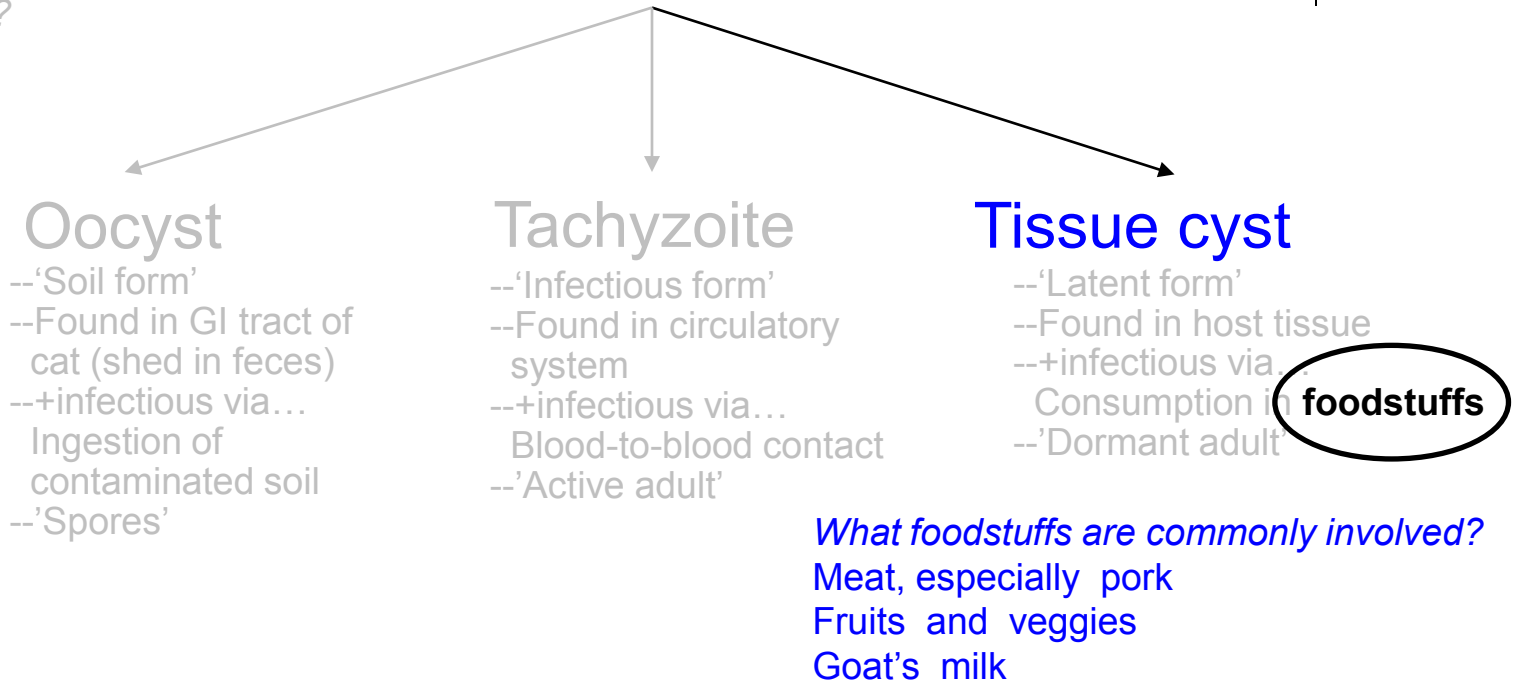 ?
Oocyst
--‘Soil form’
--Found in GI tract of
cat (shed in feces)
--+infectious via…
Ingestion of
contaminated soil
--’Spores’
Tachyzoite
--‘Infectious form’
--Found in circulatory
system
--+infectious via…
Blood-to-blood contact
--’Active adult’
Tissue cyst
--‘Latent form’
--Found in host tissue
--+infectious via…
Consumption in foodstuffs
--’Dormant adult’
What foodstuffs are commonly involved?
Meat, especially pork
Fruits and veggies
Goat’s milk